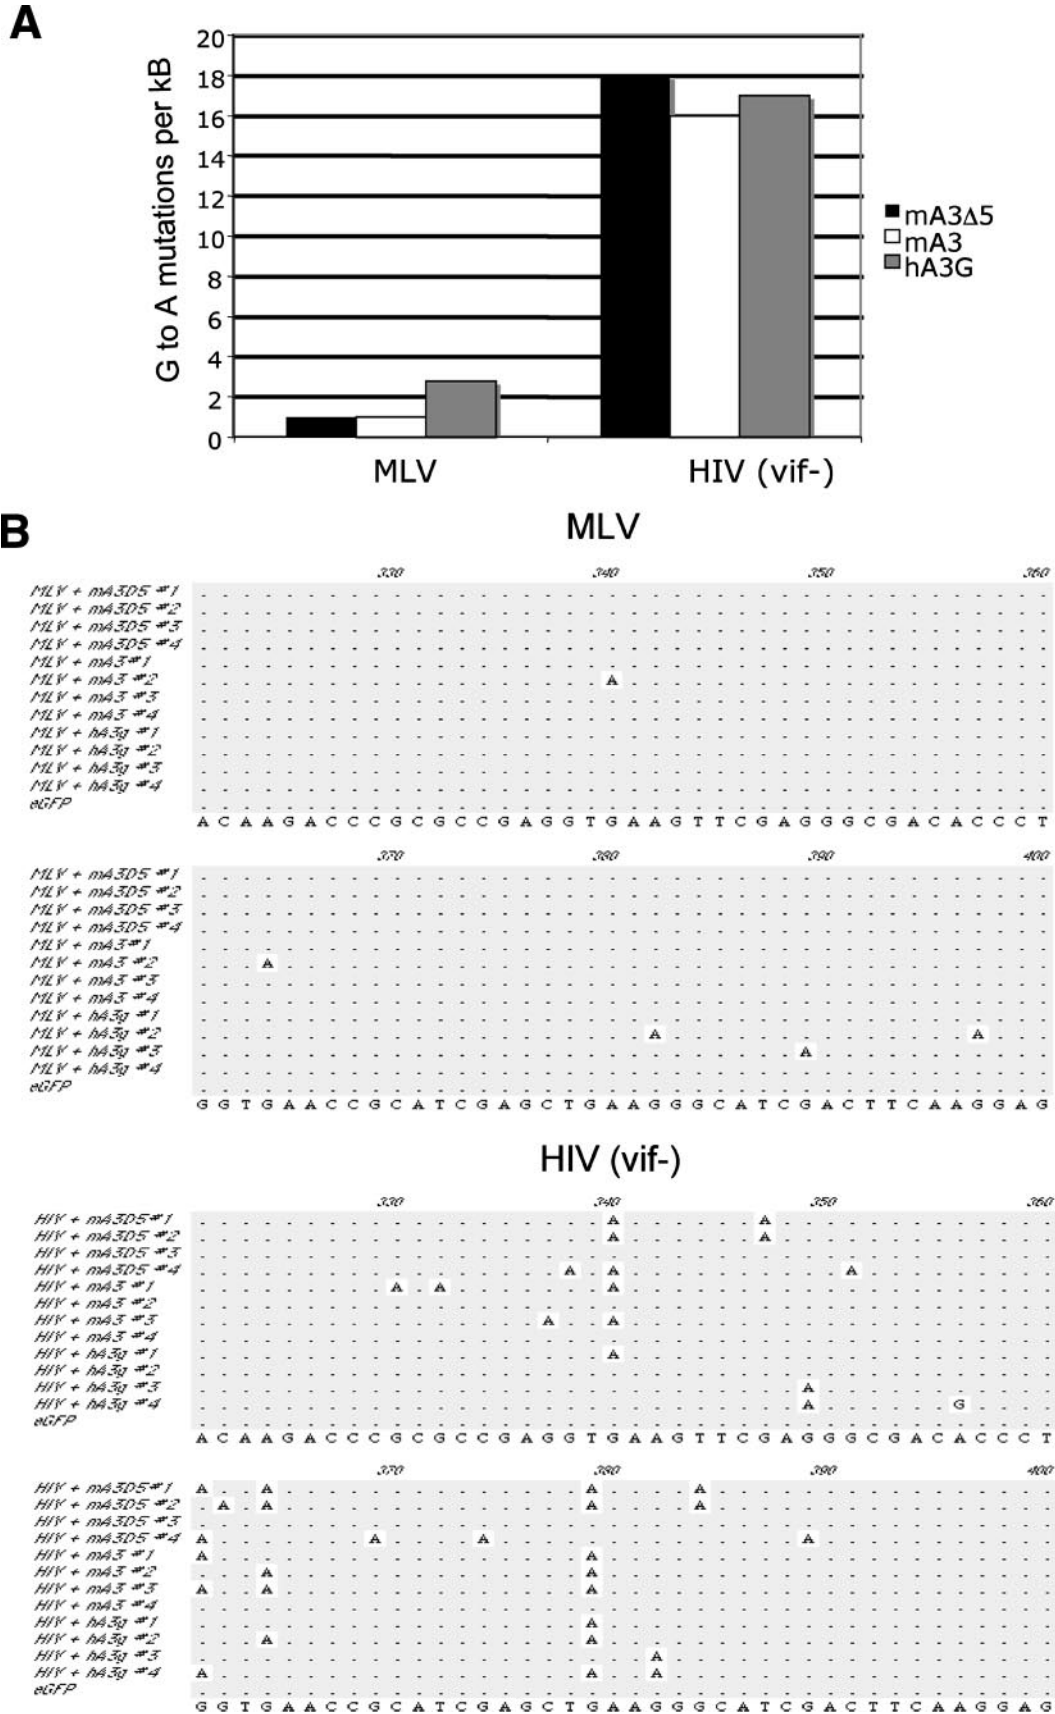 A
G to A mutations per kB
20
18
16
14
12
10
8
6
4
2
0
MLV
HIV (vif-)
mA3Δ5
mA3
hA3G
B
MLV
330 340 350 360
MLV + mA3D5 #1
MLV + mA3D5 #2
MLV + mA3D5 #3
MLV + mA3D5 #4
MLV + mA3#1
MLV + mA3 #2 A
MLV + mA3 #3
MLV + mA3 #4
MLV + hA3g #1
MLV + hA3g #2
MLV + hA3g #3
MLV + hA3g #4
eGFP
A C A A G A C C C G C G C C G A G G T G A A G T T C G A G G G C G A C A C C C T
370 380 390 400
MLV + mA3D5 #1
MLV + mA3D5 #2
MLV + mA3D5 #3
MLV + mA3D5 #4
MLV + mA3#1
MLV + mA3 #2 A
MLV + mA3 #3
MLV + mA3 #4
MLV + hA3g #1
MLV + hA3g #2 A A
MLV + hA3g #3 A
MLV + hA3g #4
eGFP
G G T G A A C C G C A T C G A G C T G A A G G G C A T C G A C T T C A A G G A G
HIV (vif-)
330 340 350 360
HIV + mA3D5#1 A A
HIV + mA3D5 #2 A A
HIV + mA3D5 #3
HIV + mA3D5 #4 A A A
HIV + mA3 #1 A A A
HIV + mA3 #2
HIV + mA3 #3 A A
HIV + mA3 #4
HIV + hA3g #1 A
HIV + hA3g #2
HIV + hA3g #3 A
HIV + hA3g #4 A G
eGFP
A C A A G A C C C G C G C C G A G G T G A A G T T C G A G G G C G A C A C C C T
370 380 390 400
HIV + mA3D5#1 A A A A
HIV + mA3D5 #2 A A A A
HIV + mA3D5 #3
HIV + mA3D5 #4 A A A A
HIV + mA3 #1 A A
HIV + mA3 #2 A A
HIV + mA3 #3 A A A
HIV + mA3 #4
HIV + hA3g #1 A
HIV + hA3g #2 A A
HIV + hA3g #3 A
HIV + hA3g #4 A A A
eGFP
G G T G A A C C G C A T C G A G C T G A A G G G C A T C G A C T T C A A G G A G